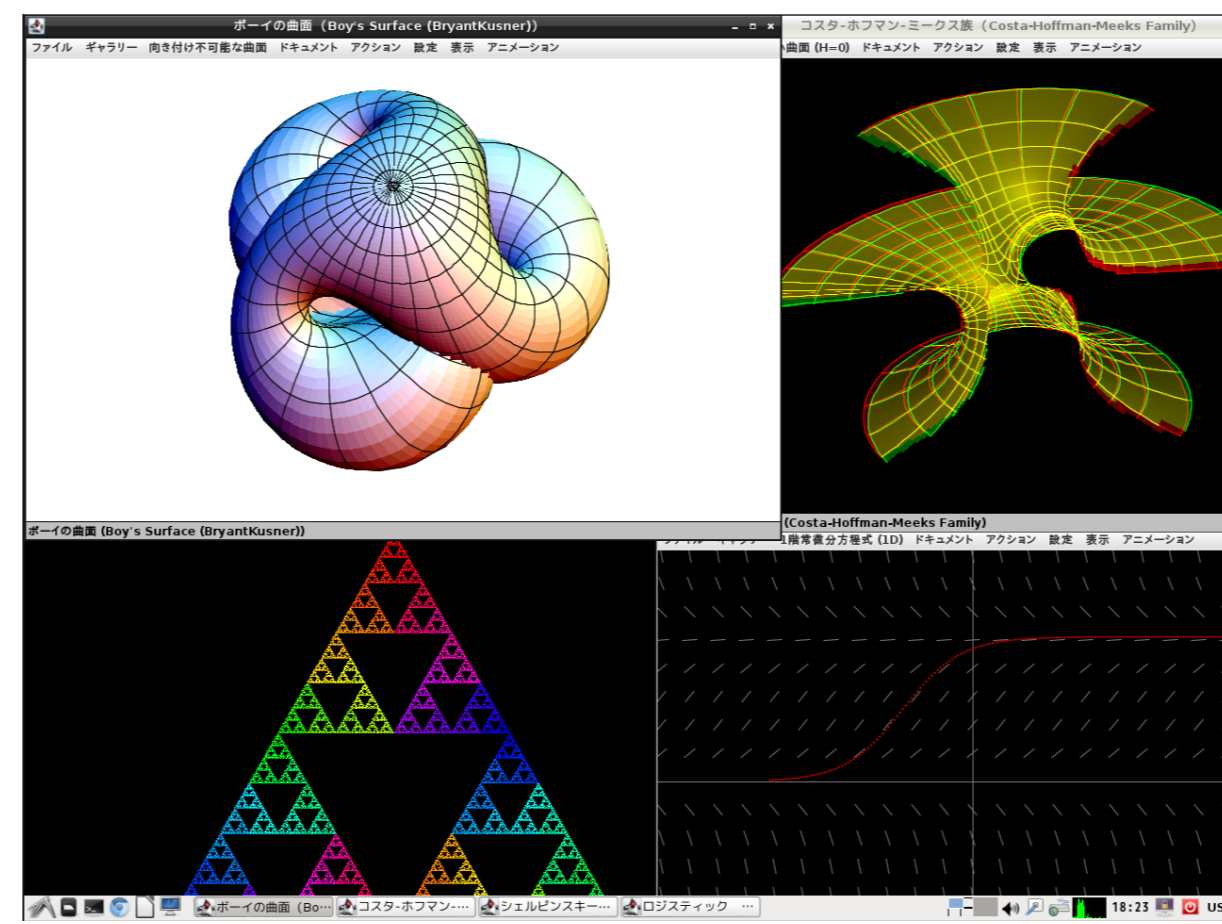 ボーイの曲面 (Boy's Surface (BryantKusner))
コスタ-ホフマン-ミークス族 (Costa-Hoffman-Meeks Family)
ファイル ギャラリー 向き付け不可能な曲面 ドキュメント アクション 設定 表示 アニメーション
曲面 (H=0) ドキュメント アクション 設定 表示 アニメーション
ボーイの曲面 (Boy's Surface (BryantKusner))
(Costa-Hoffman-Meeks Family)
1階常微分方程式 (1D) ドキュメント アクション 設定 表示 アニメーション
ボーイの曲面 (Bo… コスタ-ホフマン-… シェルピンスキー… ロジスティック … 18:23 US